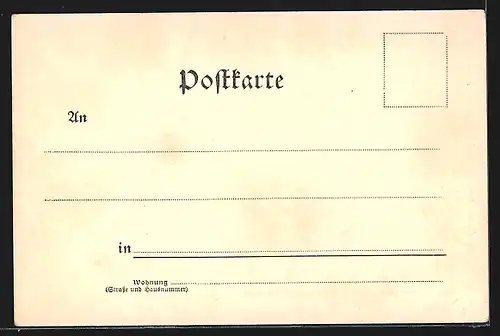 Postkarte
An
in
Wohnung
(Straße und Hausnummer)